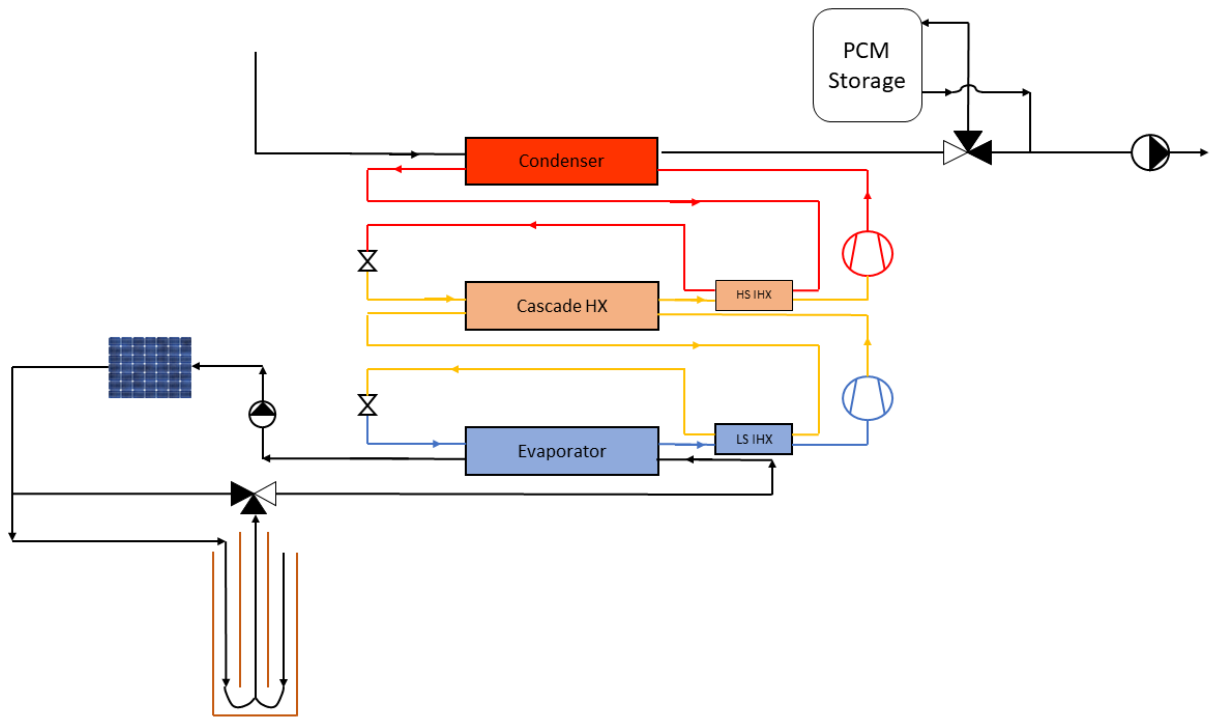 PCM
Storage
Condenser
HS IHX
Cascade HX
LS IHX
Evaporator